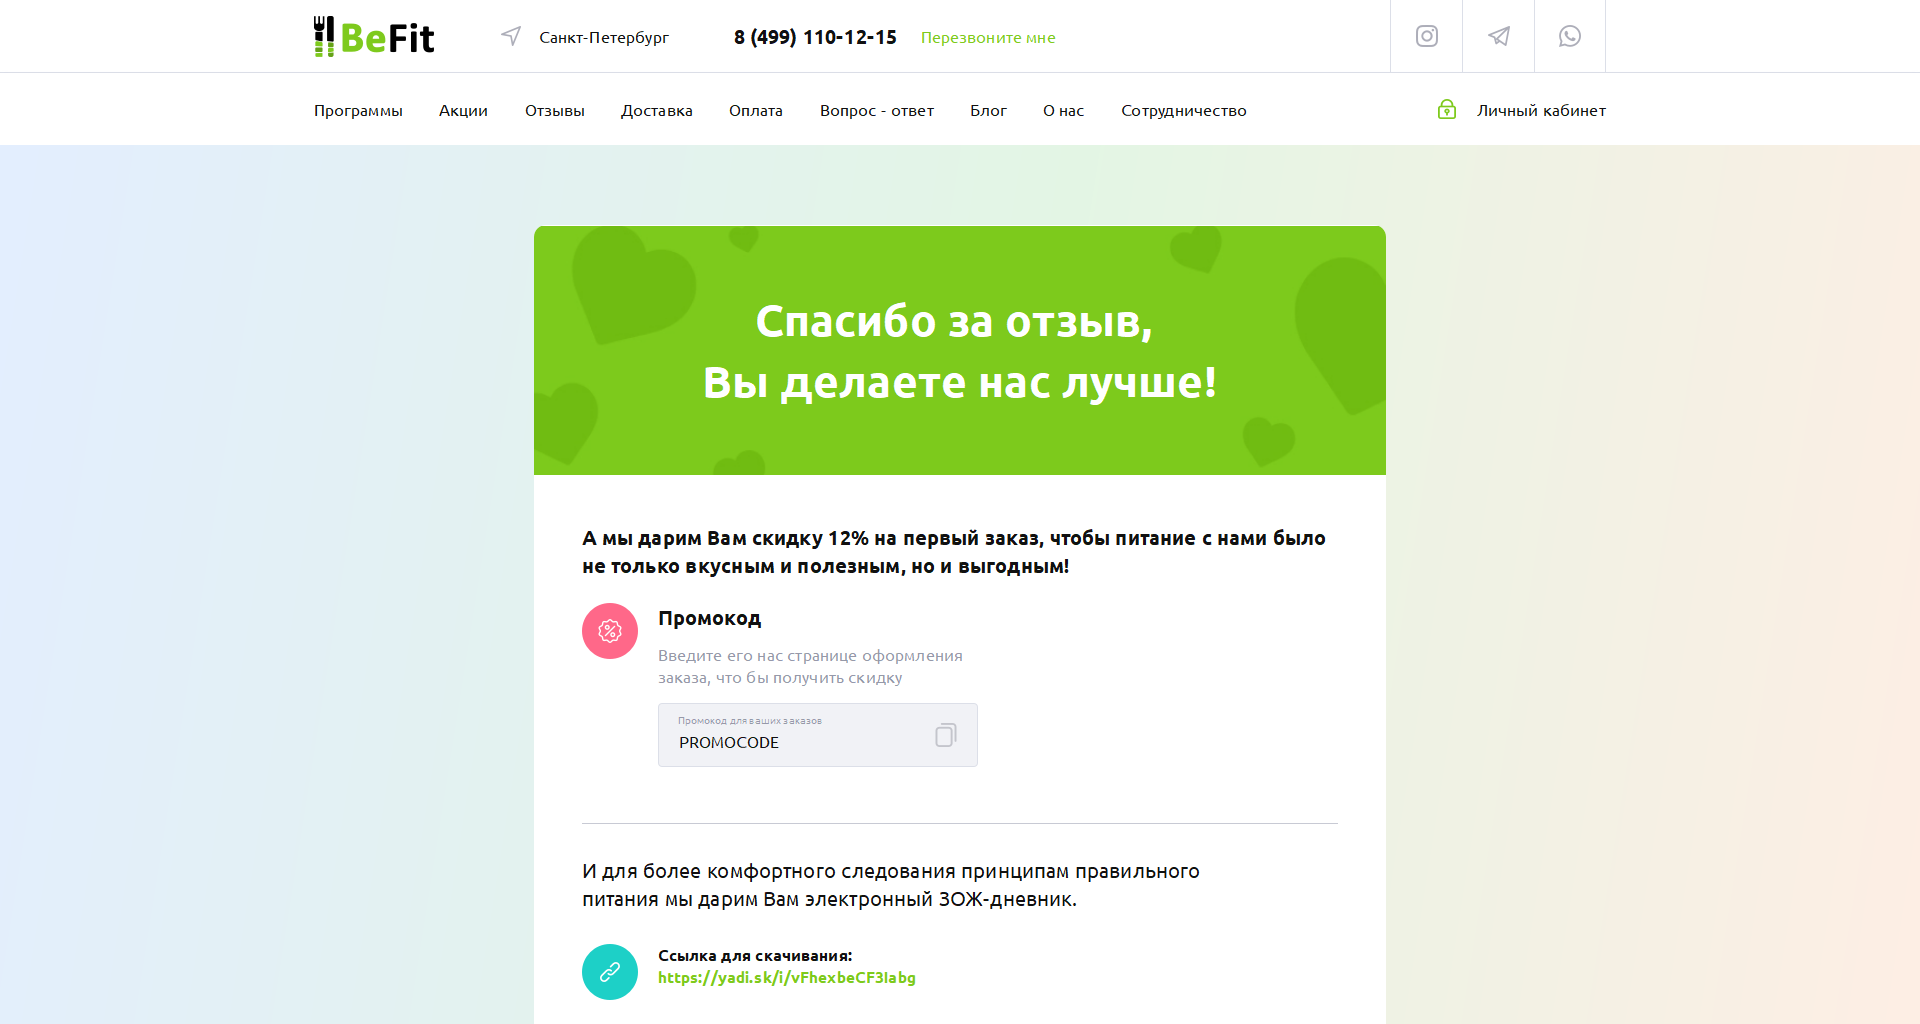 BeFit
Санкт-Петербург
8 (499) 110-12-15
Перезвоните мне
Программы
Акции
Отзывы
Доставка
Оплата
Вопрос - ответ
Блог
О нас
Сотрудничество
Личный кабинет
Спасибо за отзыв,
Вы делаете нас лучше!
А мы дарим Вам скидку 12% на первый заказ, чтобы питание с нами было
не только вкусным и полезным, но и выгодным!
Промокод
Введите его нас странице оформления
заказа, что бы получить скидку
Промокод для ваших заказов
PROMOCODE
И для более комфортного следования принципам правильного
питания мы дарим Вам электронный ЗОЖ-дневник.
Ссылка для скачивания:
https://yadi.sk/i/vFhexbeCF3Iabg